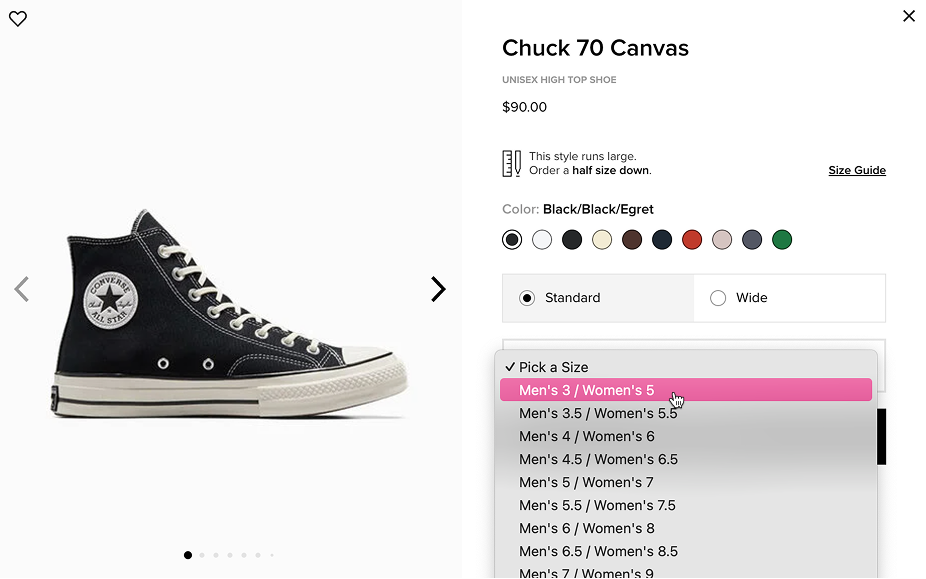 Chuck 70 Canvas
UNISEX HIGH TOP SHOE
$90.00
This style runs large.
Order a half size down.
Size Guide
Color: Black/Black/Egret
Standard
Wide
✓ Pick a Size
Men's 3 / Women's 5
Men's 3.5 / Women's 5.5
Men's 4 / Women's 6
Men's 4.5 / Women's 6.5
Men's 5 / Women's 7
Men's 5.5 / Women's 7.5
Men's 6 / Women's 8
Men's 6.5 / Women's 8.5
Men's 7 / Women's 9
CONVERSE
ALL STAR